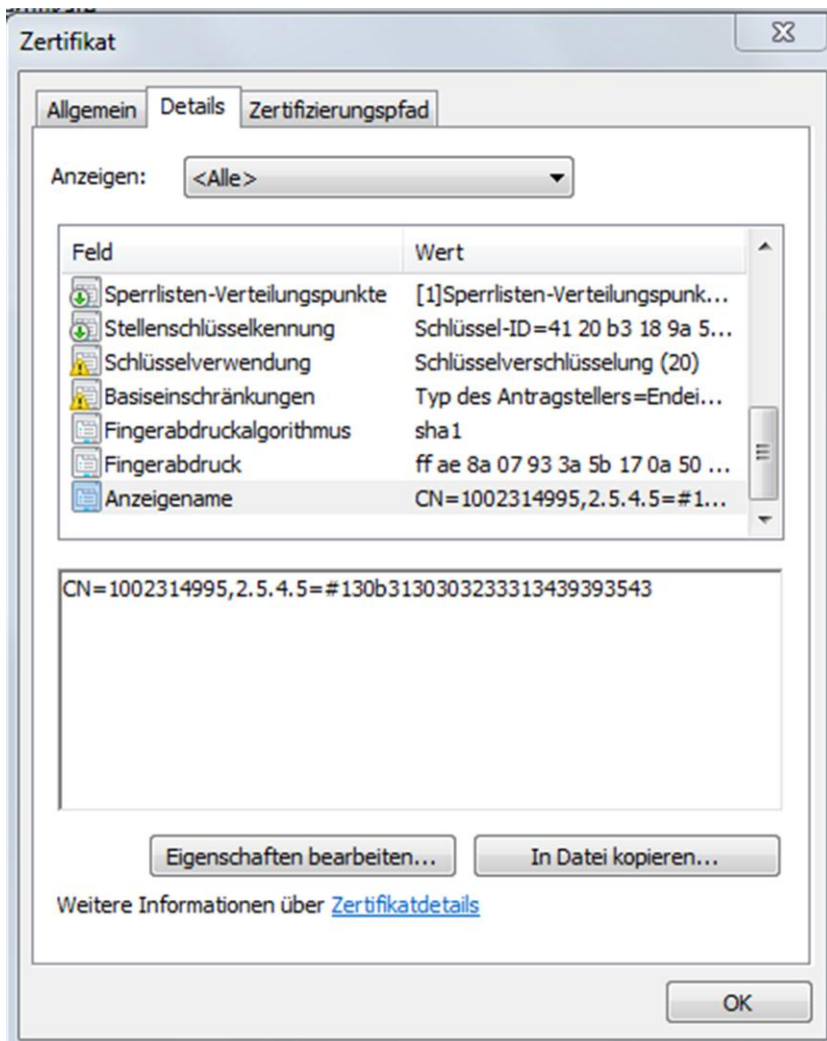 Zertifikat
Allgemein Details Zertifizierungspfad
Anzeigen: <Alle>
Feld Wert
Sperrlisten-Verteilungspunkte [1]Sperrlisten-Verteilungspunk...
Stellenschlüsselkennung Schlüssel-ID=41 20 b3 18 9a 5...
Schlüsselverwendung Schlüsselverschlüsselung (20)
Basiseinschränkungen Typ des Antragstellers=Endei...
Fingerabdruckalgorithmus sha1
Fingerabdruck ff ae 8a 07 93 3a 5b 17 0a 50 ...
Anzeigename CN=1002314995,2.5.4.5=#1...
CN=1002314995,2.5.4.5=#130b3130303233313439393543
Eigenschaften bearbeiten... In Datei kopieren...
Weitere Informationen über Zertifikatdetails
OK